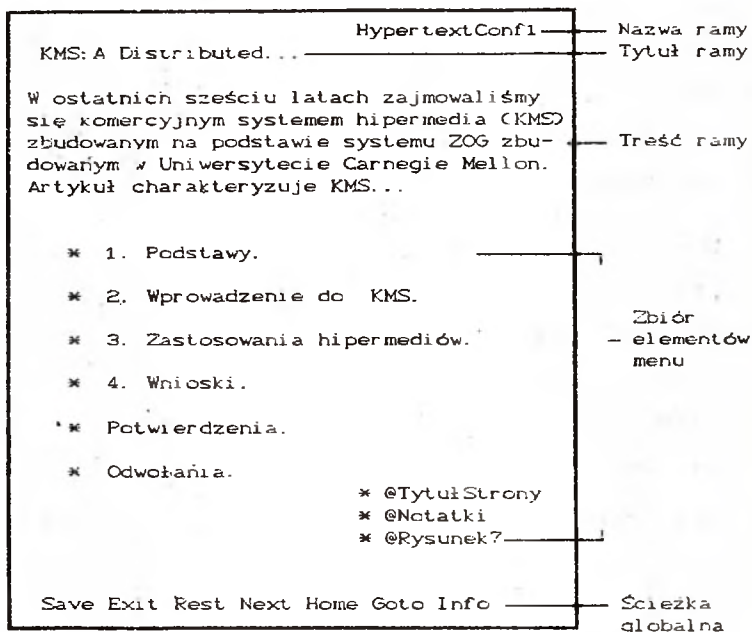 HypertextConf1
Nazwa ramy
KMS: A Distributed...
Tytuł ramy
W ostatnich sześciu latach zajmowaliśmy
się komercyjnym systemem hipermedia (KMS)
zbudowanym na podstawie systemu ZOG zbu-
dowanym w Uniwersytecie Carnegie Mellon.
Artykuł charakteryzuje KMS...
Treść ramy
* 1. Podstawy.
* 2. Wprowadzenie do KMS.
* 3. Zastosowania hipermediów.
* 4. Wnioski.
* Potwierdzenia.
* Odwołania.
* @TytułStrony
* @Notatki
* @Rysunek7
Zbiór
elementów
menu
Save Exit Rest Next Home Goto Info
Ścieżka
globalna